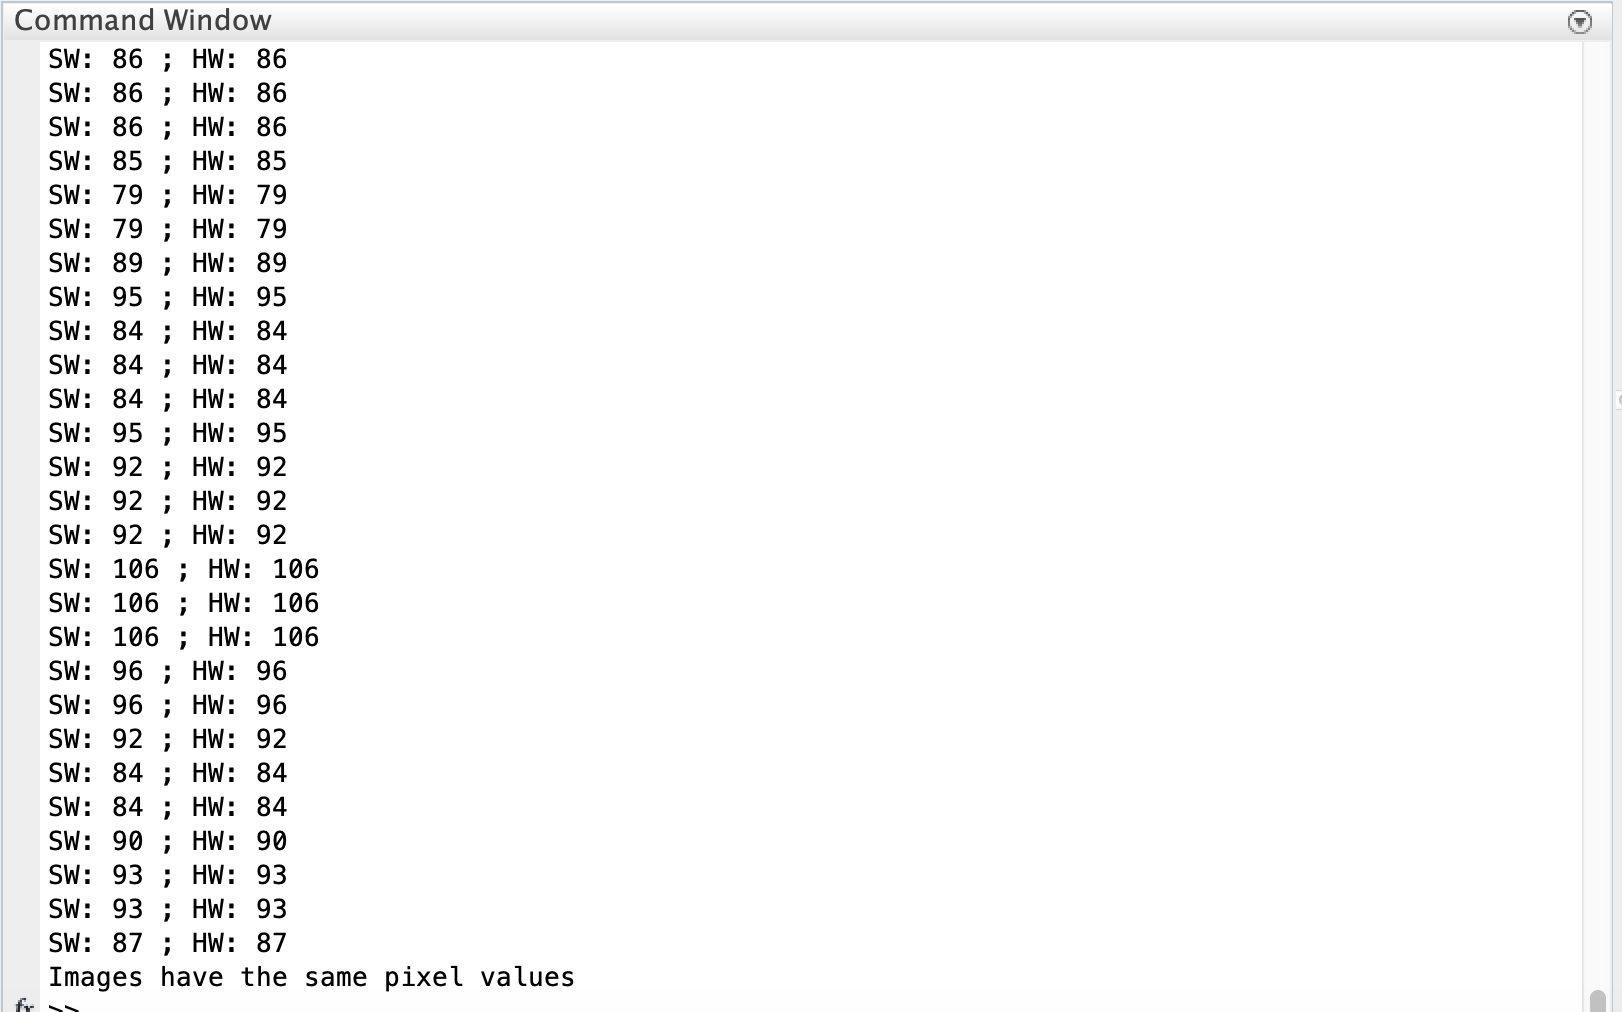 Command Window
SW: 86 ; HW: 86
SW: 86 ; HW: 86
SW: 86 ; HW: 86
SW: 85 ; HW: 85
SW: 79 ; HW: 79
SW: 79 ; HW: 79
SW: 89 ; HW: 89
SW: 95 ; HW: 95
SW: 84 ; HW: 84
SW: 84 ; HW: 84
SW: 84 ; HW: 84
SW: 95 ; HW: 95
SW: 92 ; HW: 92
SW: 92 ; HW: 92
SW: 92 ; HW: 92
SW: 106 ; HW: 106
SW: 106 ; HW: 106
SW: 106 ; HW: 106
SW: 96 ; HW: 96
SW: 96 ; HW: 96
SW: 92 ; HW: 92
SW: 84 ; HW: 84
SW: 84 ; HW: 84
SW: 90 ; HW: 90
SW: 93 ; HW: 93
SW: 93 ; HW: 93
SW: 87 ; HW: 87
Images have the same pixel values
fx >>